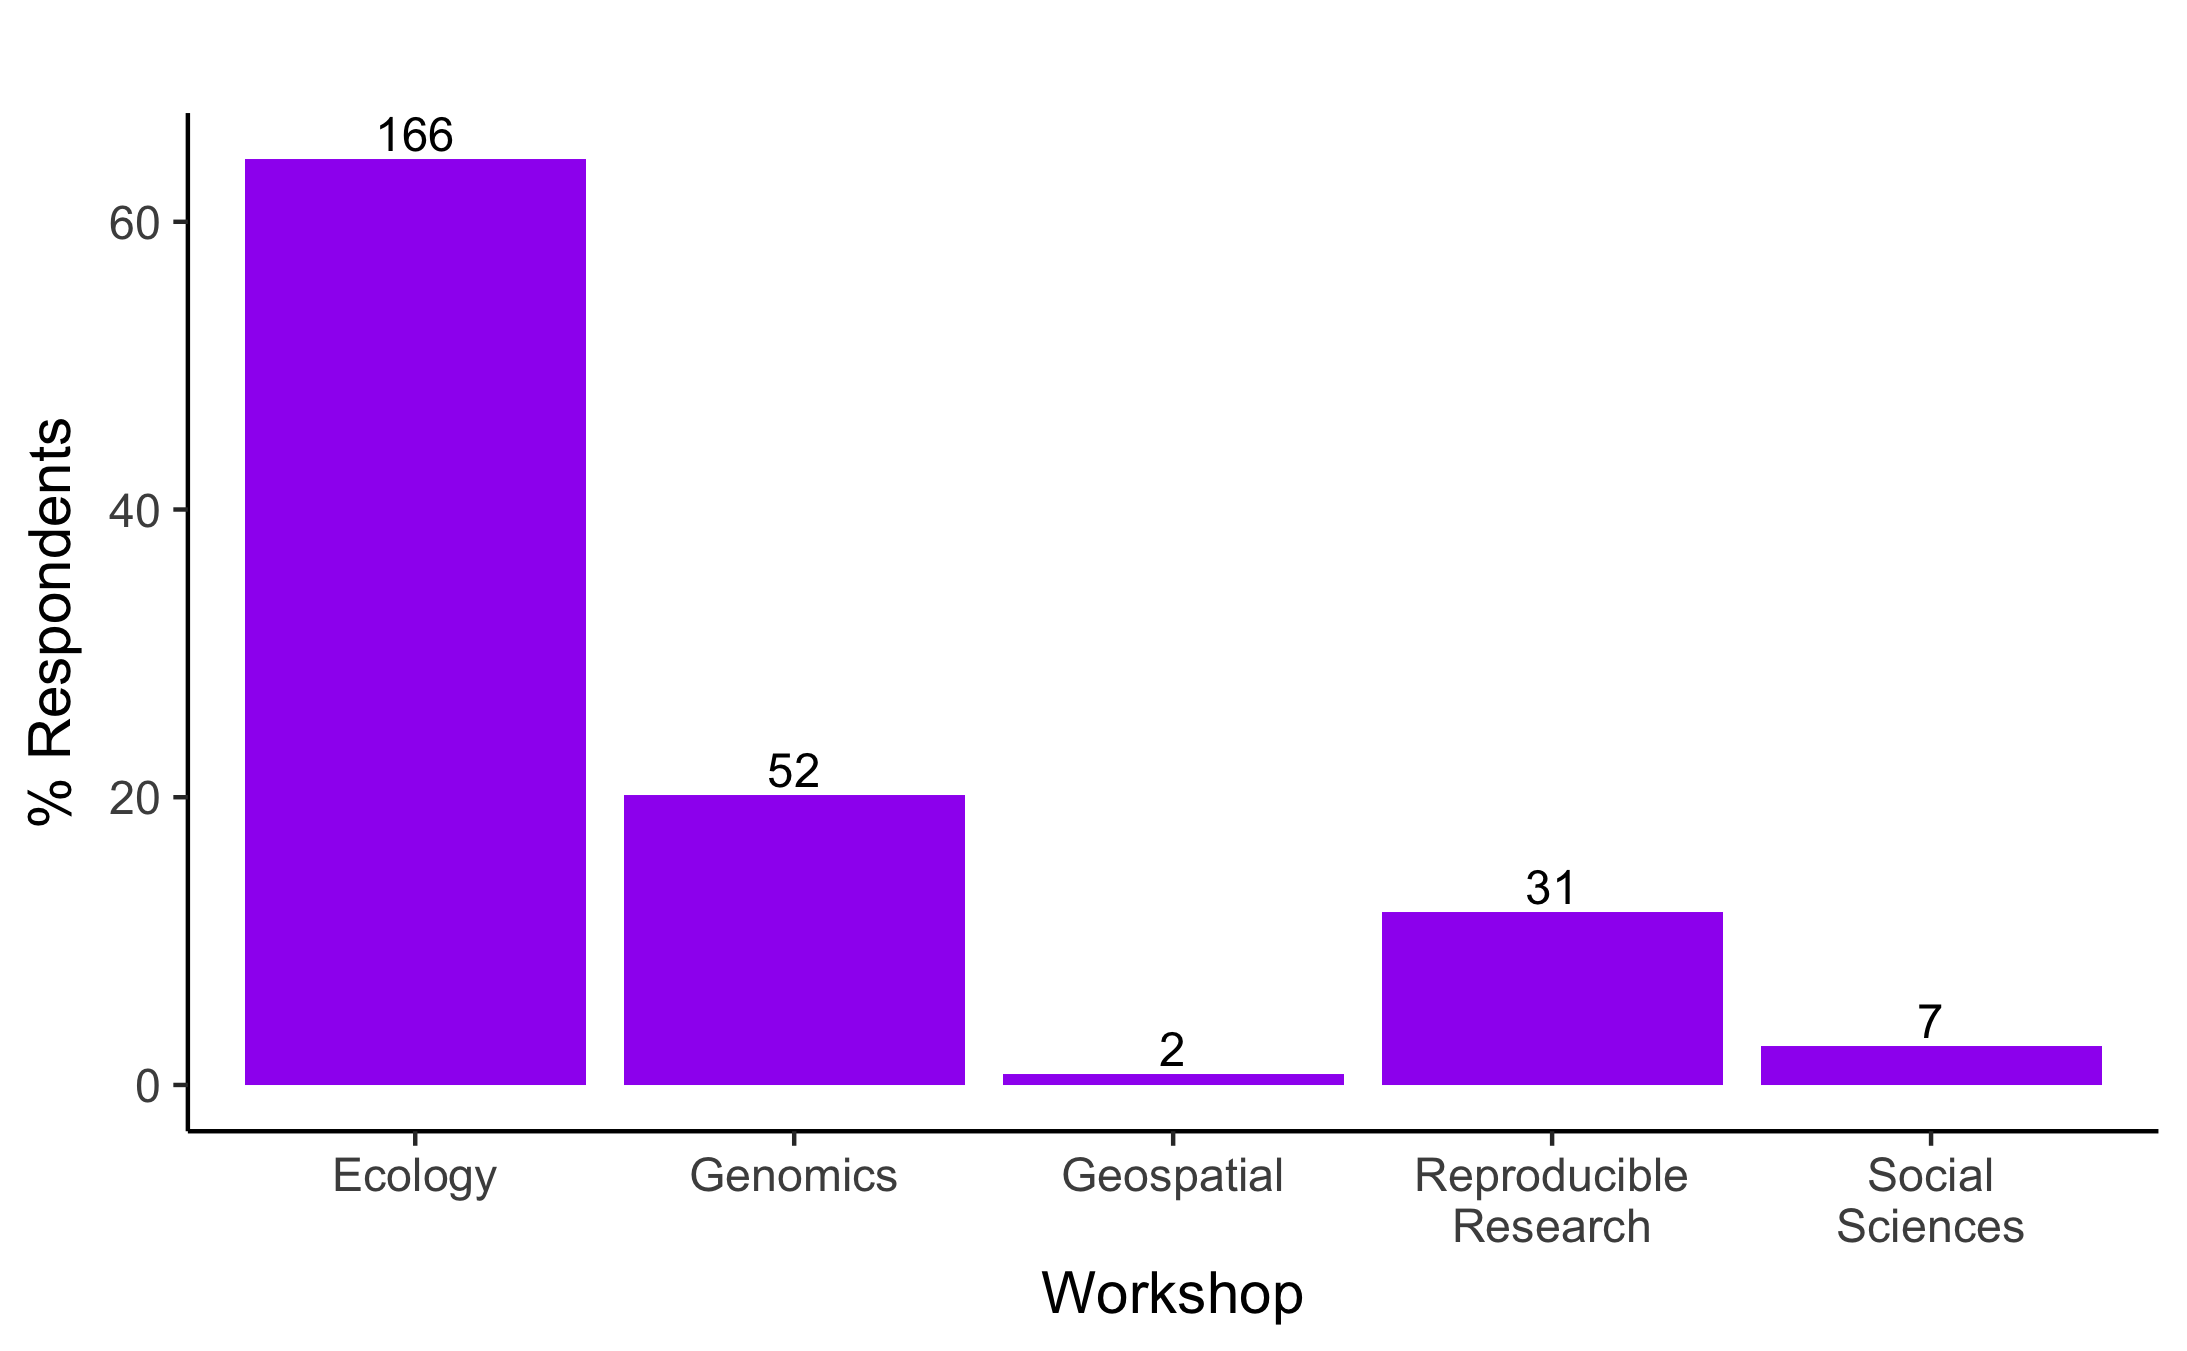 166
60
40
52
20
31
7
2
0
% Respondents
Ecology
Genomics
Geospatial
Reproducible
Research
Social
Sciences
Workshop